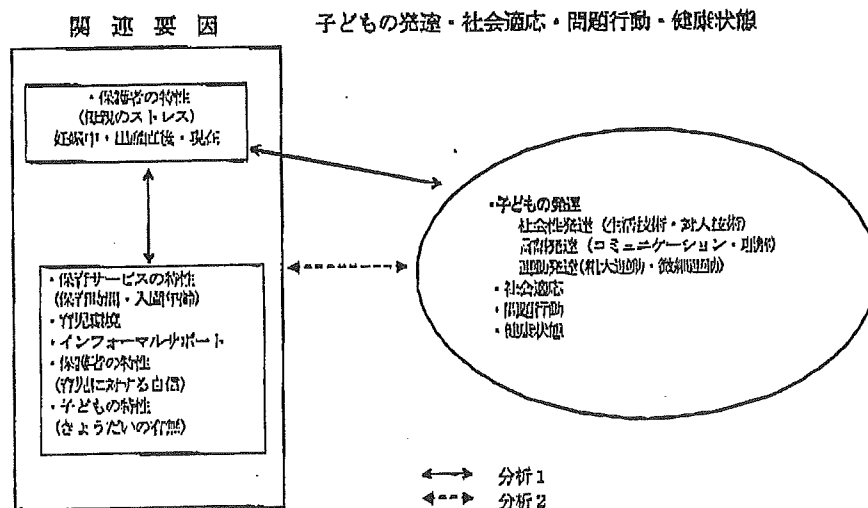 関連要因
子どもの発達・社会適応・問題行動・健康状態
・保護者の特性
(母親のストレス)
妊娠中・出産直後・現在
・保育サービスの特性
(保育時間・入園年齢)
・育児環境
・インフォーマルサポート
・保護者の特性
(育児に対する自信)
・子どもの特性
(きょうだいの有無)
・子どもの発達
社会性発達（生活技術・対人技術）
言語発達（コミュニケーション・理解）
運動発達(粗大運動・微細運動)
・社会適応
・問題行動
・健康状態
分析1
分析2